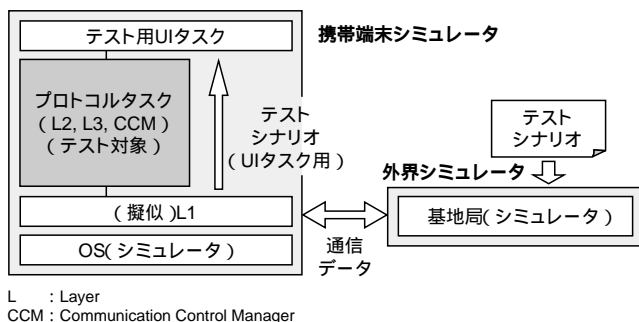 テスト用UIタスク
携帯端末シミュレータ
プロトコルタスク
(L2, L3, CCM)
(テスト対象)
テスト
シナリオ
(UIタスク用)
テスト
シナリオ
外界シミュレータ
(擬似)L1
基地局(シミュレータ)
OS(シミュレータ)
通信
データ
L : Layer
CCM : Communication Control Manager